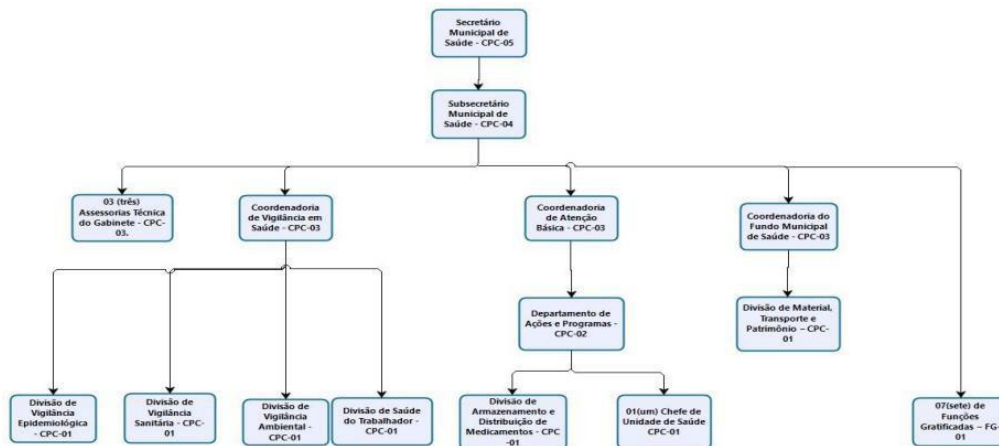 Secretário
Municipal de
Saúde - CPC-05
Subsecretário
Municipal de
Saúde - CPC-04
03 (três)
Assessorias Técnica
do Gabinete - CPC-
03.
Coordenadoria
de Vigilância em
Saúde - CPC-03
Coordenadoria
de Atenção
Básica - CPC-03
Coordenadoria do
Fundo Municipal
de Saúde - CPC-03
Departamento de
Ações e Programas -
CPC-02
Divisão de Material,
Transporte e
Patrimônio – CPC-
01
Divisão de
Vigilância
Epidemiológica -
CPC-01
Divisão de
Vigilância
Sanitária - CPC-
01
Divisão de
Vigilância
Ambiental -
CPC-01
Divisão de Saúde
do Trabalhador -
CPC-01
Divisão de
Armazenamento e
Distribuição de
Medicamentos - CPC
-01
01(um) Chefe de
Unidade de Saúde
CPC-01
07(sete) de
Funções
Gratificadas – FG-
01